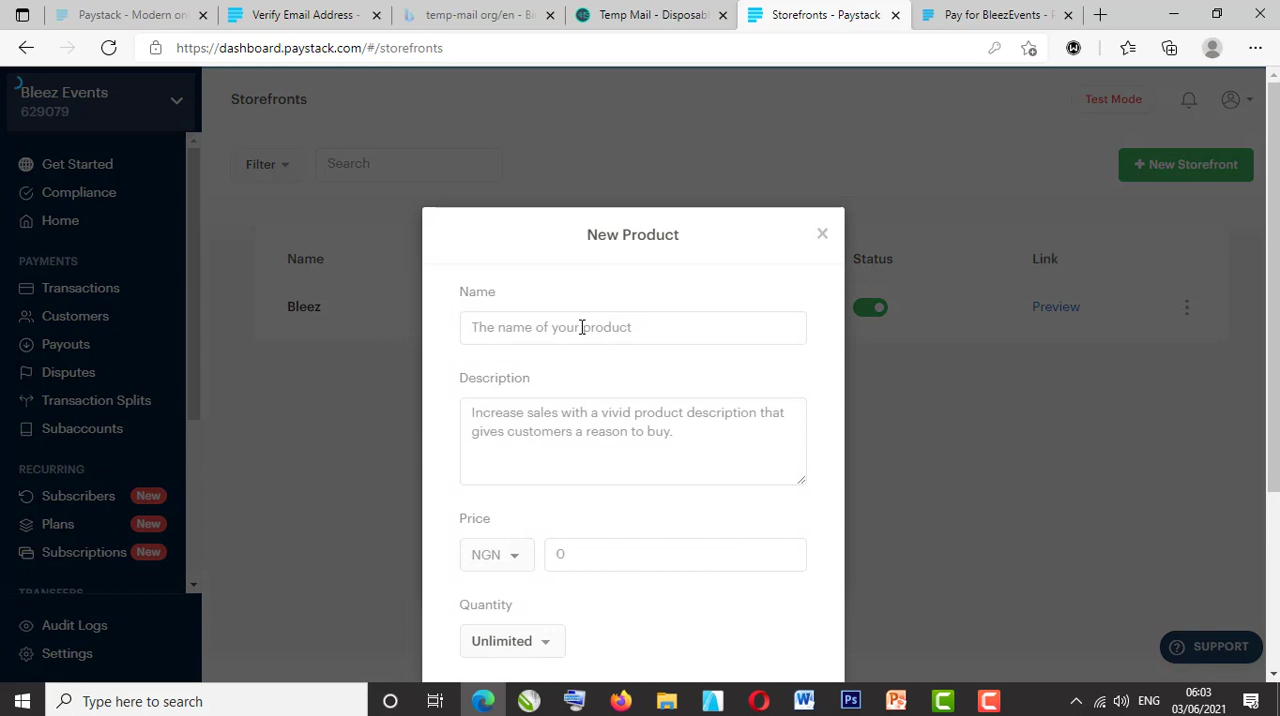 Paystack - Modern on
Verify Email Address -
temp-mail org/en - Bi
Temp Mail - Disposab
Storefronts - Paystack
Pay for BleezEvents - P
https://dashboard.paystack.com/#/storefronts
Bleez Events
629079
Get Started
Compliance
Home
PAYMENTS
Transactions
Customers
Payouts
Disputes
Transaction Splits
Subaccounts
RECURRING
Subscribers New
Plans New
Subscriptions New
TRANSFERS
Audit Logs
Settings
Storefronts
Test Mode
Filter
Search
+ New Storefront
Name
Status
Link
Bleez
Preview
New Product
Name
The name of your product
Description
Increase sales with a vivid product description that
gives customers a reason to buy.
Price
NGN
0
Quantity
Unlimited
SUPPORT
Type here to search
ENG
06:03
03/06/2021